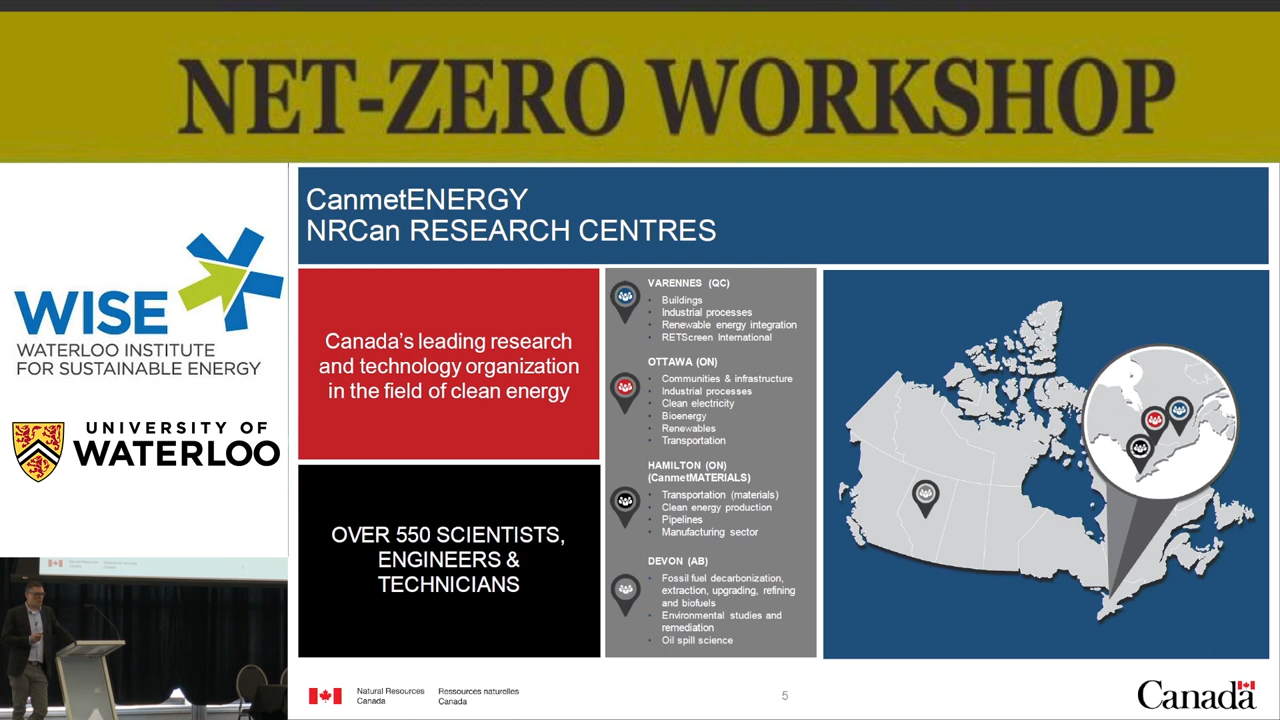 NET-ZERO WORKSHOP
CanmetENERGY
NRCan RESEARCH CENTRES
WISE
WATERLOO INSTITUTE
FOR SUSTAINABLE ENERGY
UNIVERSITY OF
WATERLOO
Canada's leading research
and technology organization
in the field of clean energy
OVER 550 SCIENTISTS,
ENGINEERS &
TECHNICIANS
VARENNES (QC)
• Buildings
• Industrial processes
• Renewable energy integration
• RETScreen International
OTTAWA (ON)
• Communities & infrastructure
• Industrial processes
• Clean electricity
• Bioenergy
• Renewables
• Transportation
HAMILTON (ON)
(CanmetMATERIALS)
• Transportation (materials)
• Clean energy production
• Pipelines
• Manufacturing sector
DEVON (AB)
• Fossil fuel decarbonization,
extraction, upgrading, refining
and biofuels
• Environmental studies and
remediation
• Oil spill science
Natural Resources
Canada
Ressources naturelles
Canada
5
Canada